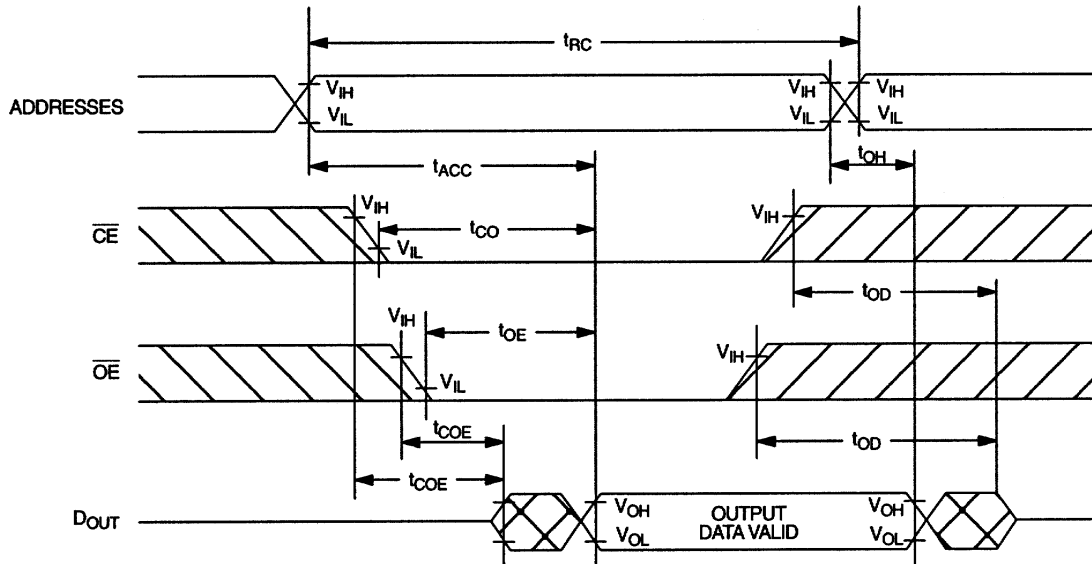 tRC
ADDRESSES
VIH
VIL
VIH
VIL
VIH
VIL
tACC
tOH
CE
VIH
VIL
tCO
VIH
tOD
OE
VIH
VIL
tOE
VIH
tCOE
tOD
tCOE
DOUT
VOH
VOL
OUTPUT
DATA VALID
VOH
VOL